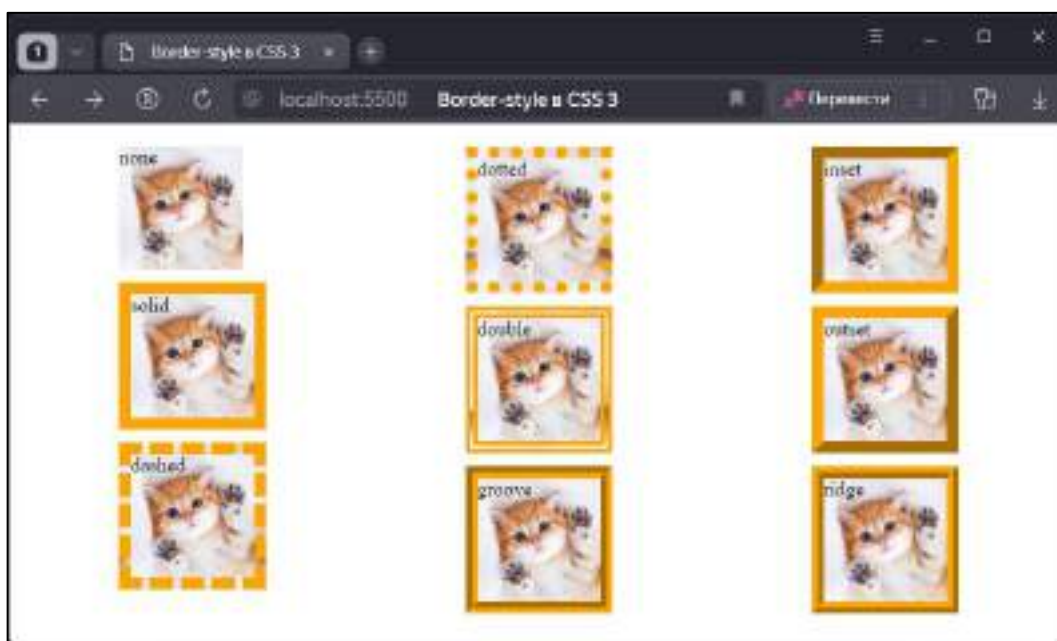 1 Border-style в CSS 3
localhost:5500 Border-style в CSS 3 Перевести
none
dotted
inset
solid
double
outset
dashed
groove
ridge